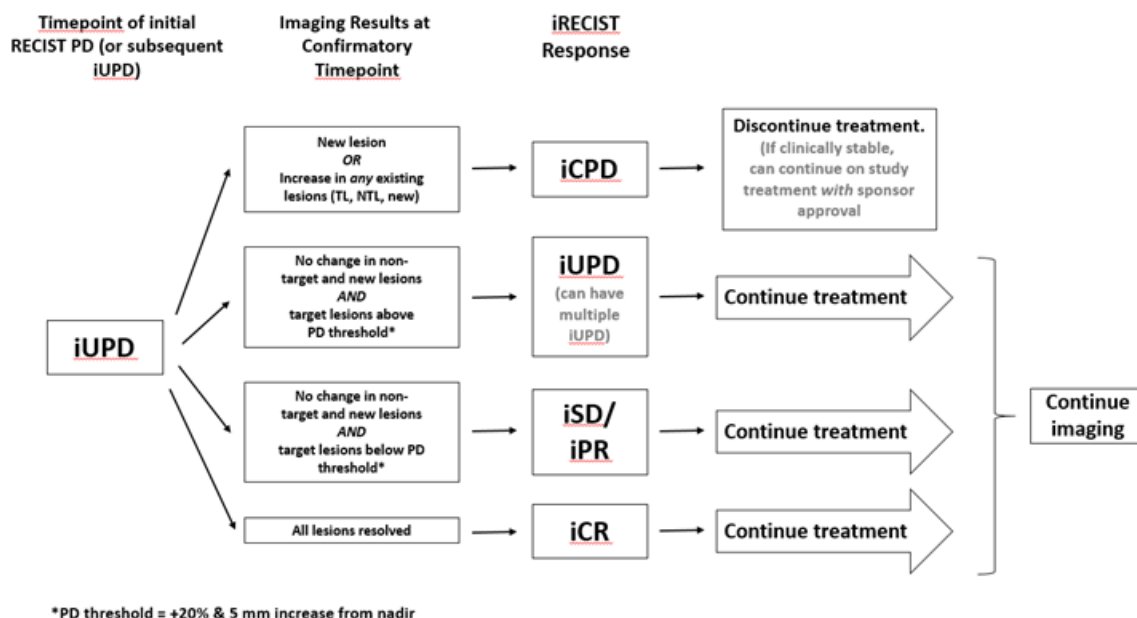 Timepoint of initial
RECIST PD (or subsequent
iUPD)
Imaging Results at
Confirmatory
Timepoint
iRECIST
Response
iUPD
New lesion
OR
Increase in any existing
lesions (TL, NTL, new)
iCPD
Discontinue treatment.
(If clinically stable,
can continue on study
treatment with sponsor
approval
No change in non-
target and new lesions
AND
target lesions above
PD threshold*
iUPD
(can have
multiple
iUPD)
Continue treatment
No change in non-
target and new lesions
AND
target lesions below PD
threshold*
iSD/
iPR
Continue treatment
All lesions resolved
iCR
Continue treatment
Continue
imaging
*PD threshold = +20% & 5 mm increase from nadir